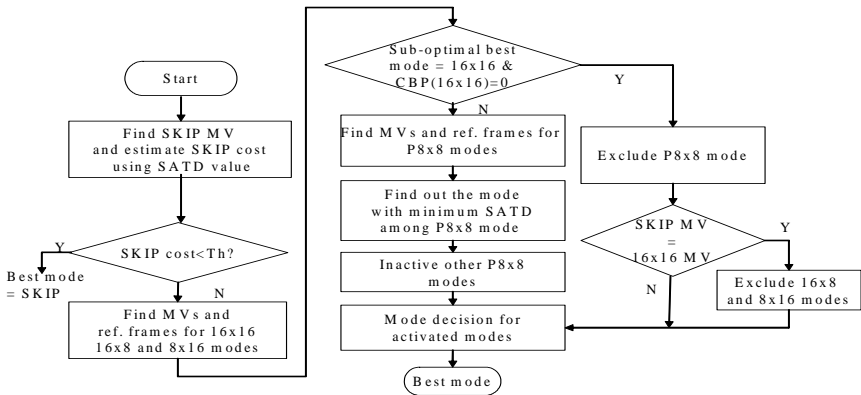 Start
Find SKIP MV
and estimate SKIP cost
using SATD value
SKIP cost<Th?
Y
Best mode
= SKIP
N
Find MVs and
ref. frames for 16x16
16x8 and 8x16 modes
Sub-optimal best
mode = 16x16 &
CBP(16x16)=0
Y
N
Find MVs and ref. frames for
P8x8 modes
Find out the mode
with minimum SATD
among P8x8 mode
Inactive other P8x8
modes
Mode decision for
activated modes
Best mode
Exclude P8x8 mode
SKIP MV
=
16x16 MV
Y
N
Exclude 16x8
and 8x16 modes